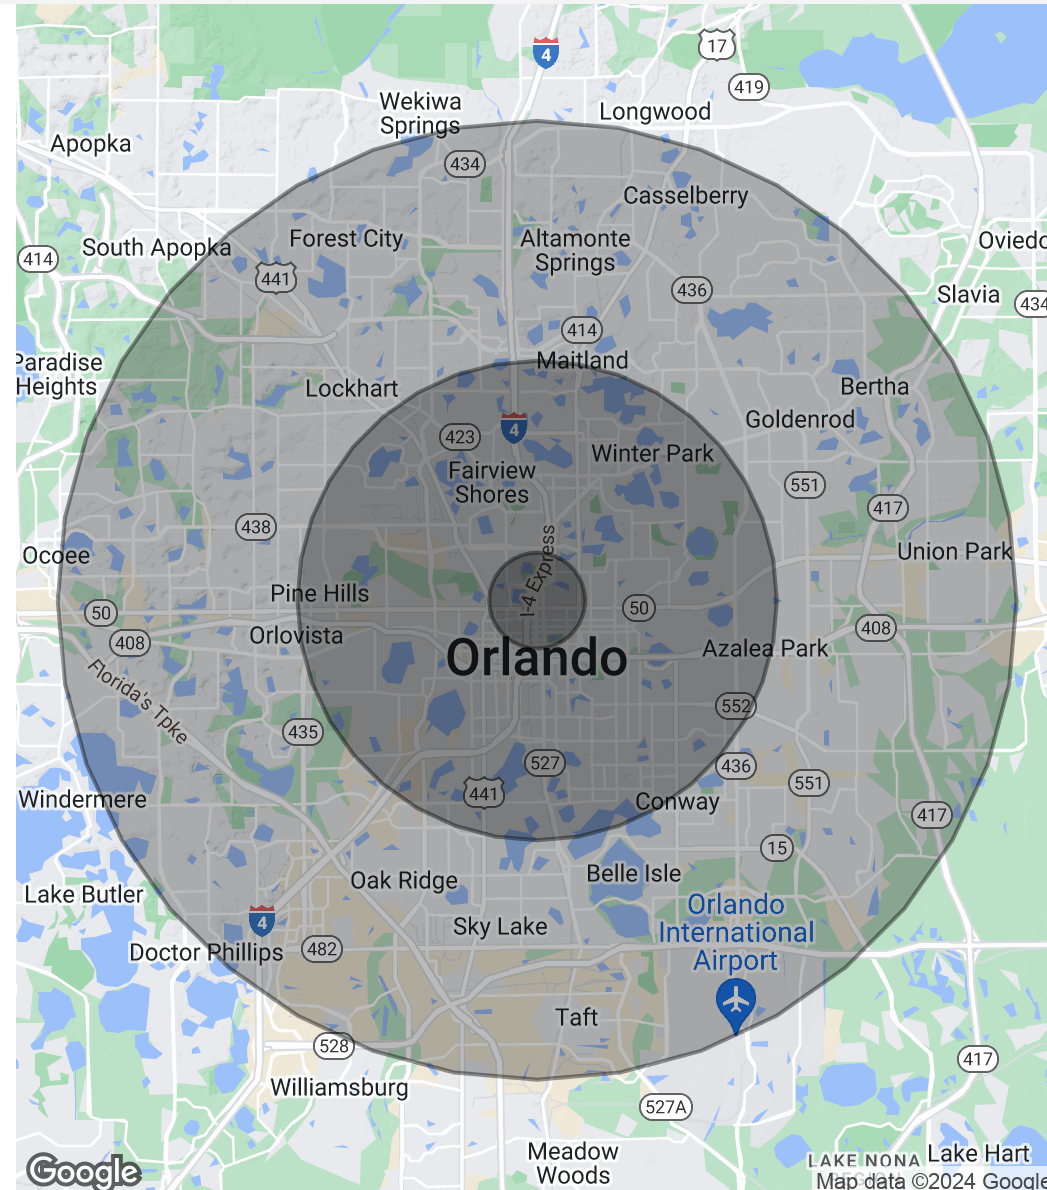 17
4
419
Wekiwa
Springs
Longwood
Apopka
434
Casselberry
South Apopka
Forest City
Altamonte
Springs
Oviedo
414
441
436
Slavia
434
414
Paradise
Heights
Maitland
Lockhart
Bertha
Goldenrod
423
4
Winter Park
Fairview
Shores
551
417
438
I-4 Express
Ocoee
Union Park
Pine Hills
50
50
408
Orlovista
408
Orlando
Azalea Park
Florida's Tpke
552
435
527
436
441
551
Windermere
Conway
417
15
Belle Isle
Oak Ridge
Lake Butler
Orlando
International
Airport
4
Sky Lake
Doctor Phillips
482
Taft
528
417
Williamsburg
527A
Meadow
Woods
Lake Hart
LAKE NONA
REGION
Google
Map data ©2024 Google